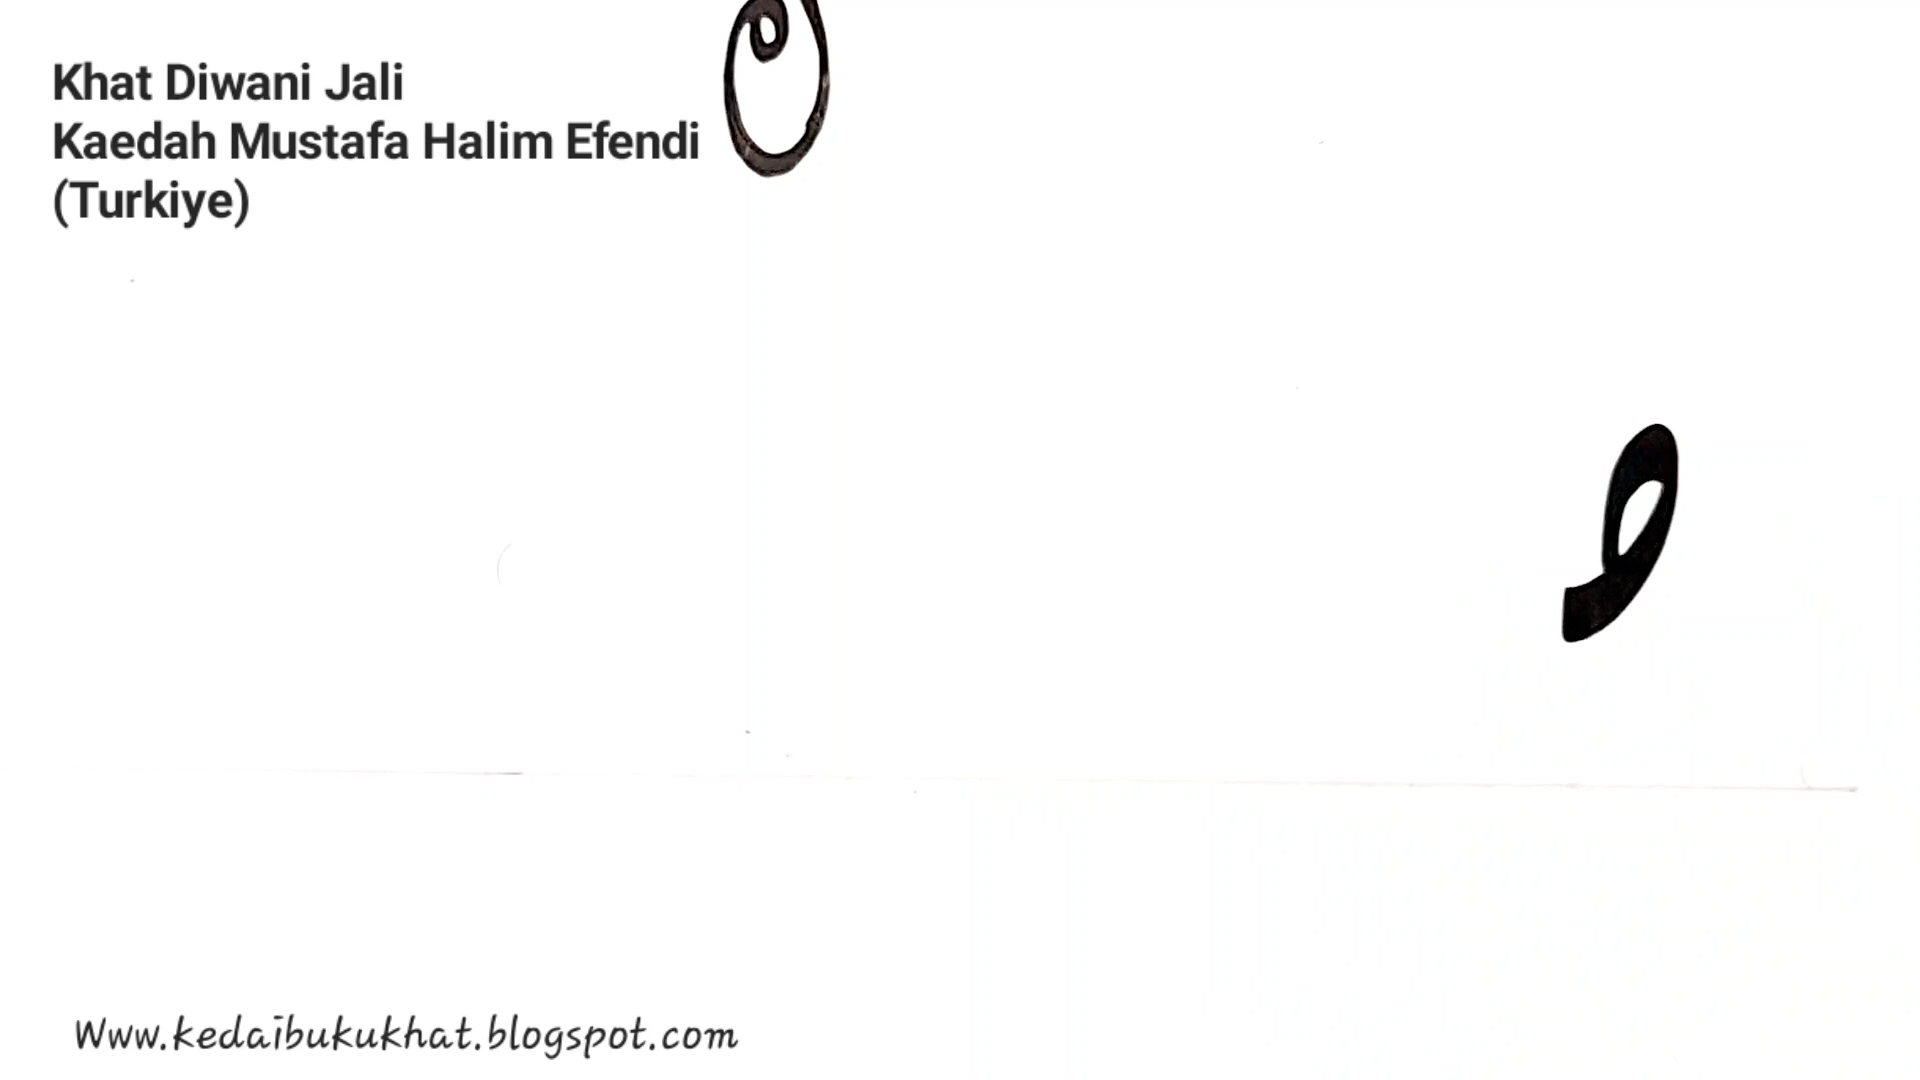 Khat Diwani Jali
Kaedah Mustafa Halim Efendi
(Turkiye)
Www.kedaibukukhat.blogspot.com